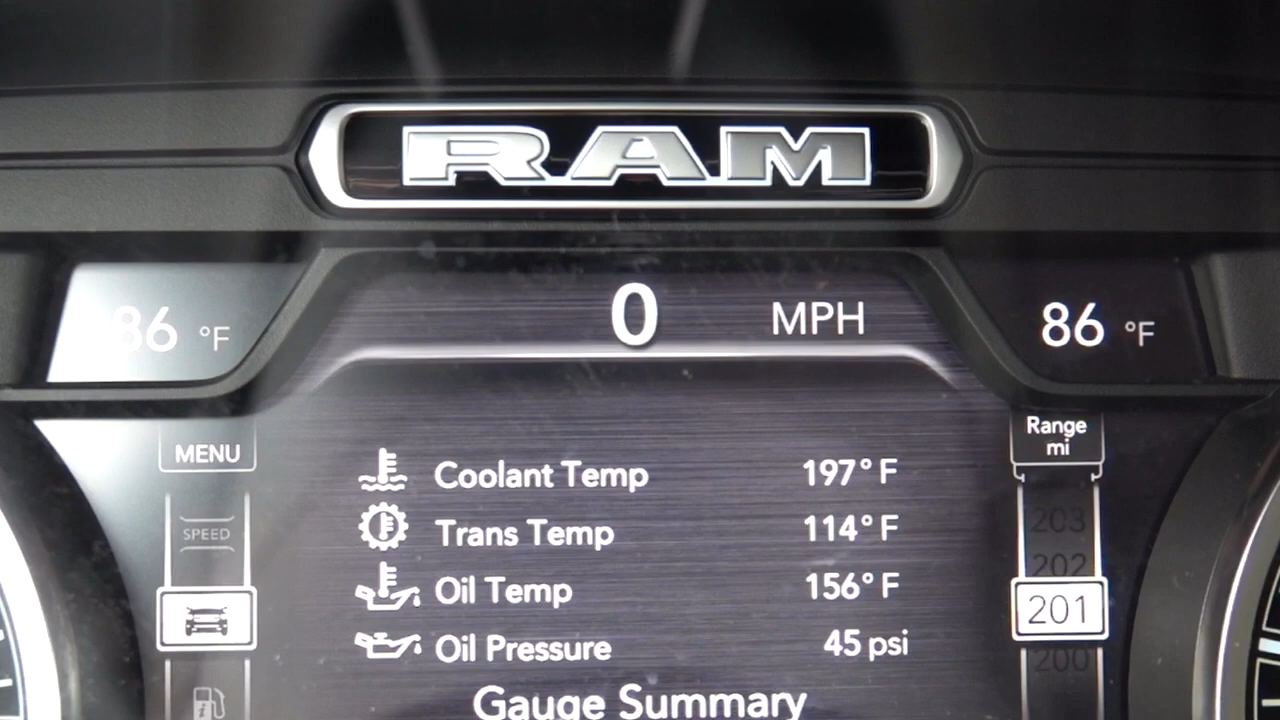 RAM
0 MPH
86 °F
86 °F
MENU
Range
mi
SPEED
Coolant Temp 197° F
Trans Temp 114° F
Oil Temp 156° F
Oil Pressure 45 psi
203
202
201
200
Gauge Summary